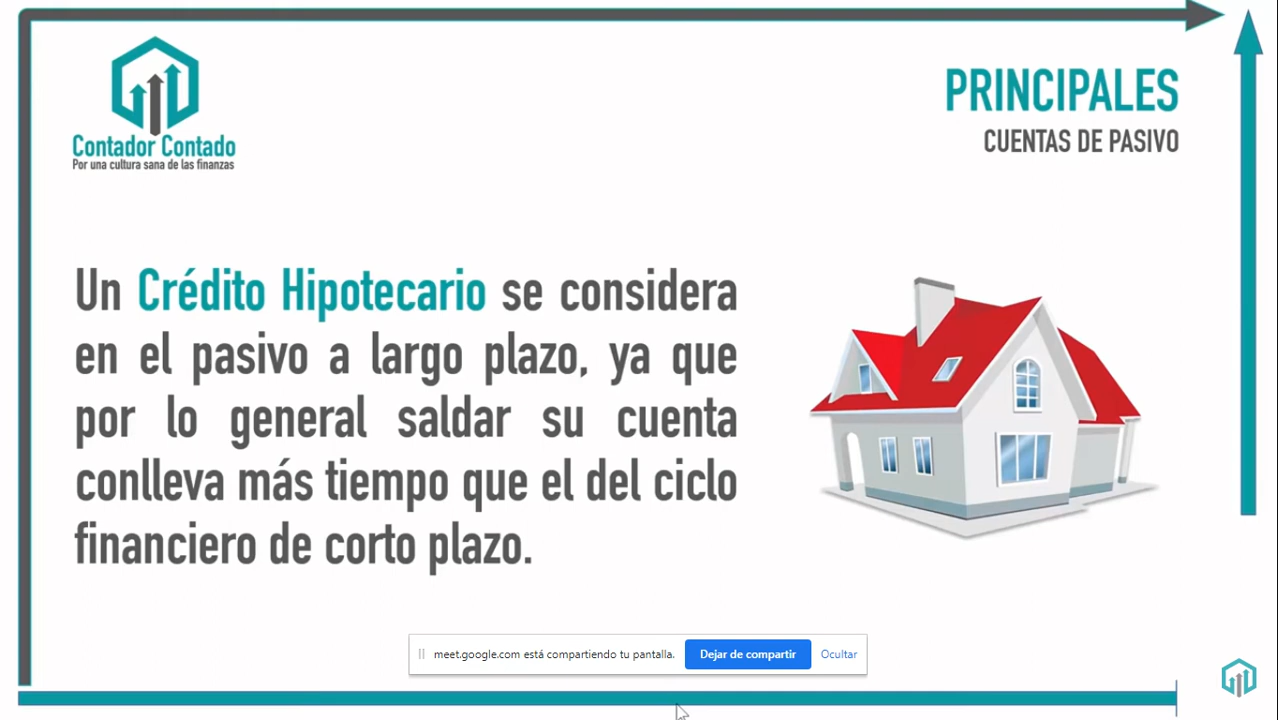 Contador Contado
Por una cultura sana de las finanzas
PRINCIPALES
CUENTAS DE PASIVO
Un Crédito Hipotecario se considera
en el pasivo a largo plazo, ya que
por lo general saldar su cuenta
conlleva más tiempo que el del ciclo
financiero de corto plazo.
meet.google.com está compartiendo tu pantalla. Dejar de compartir Ocultar